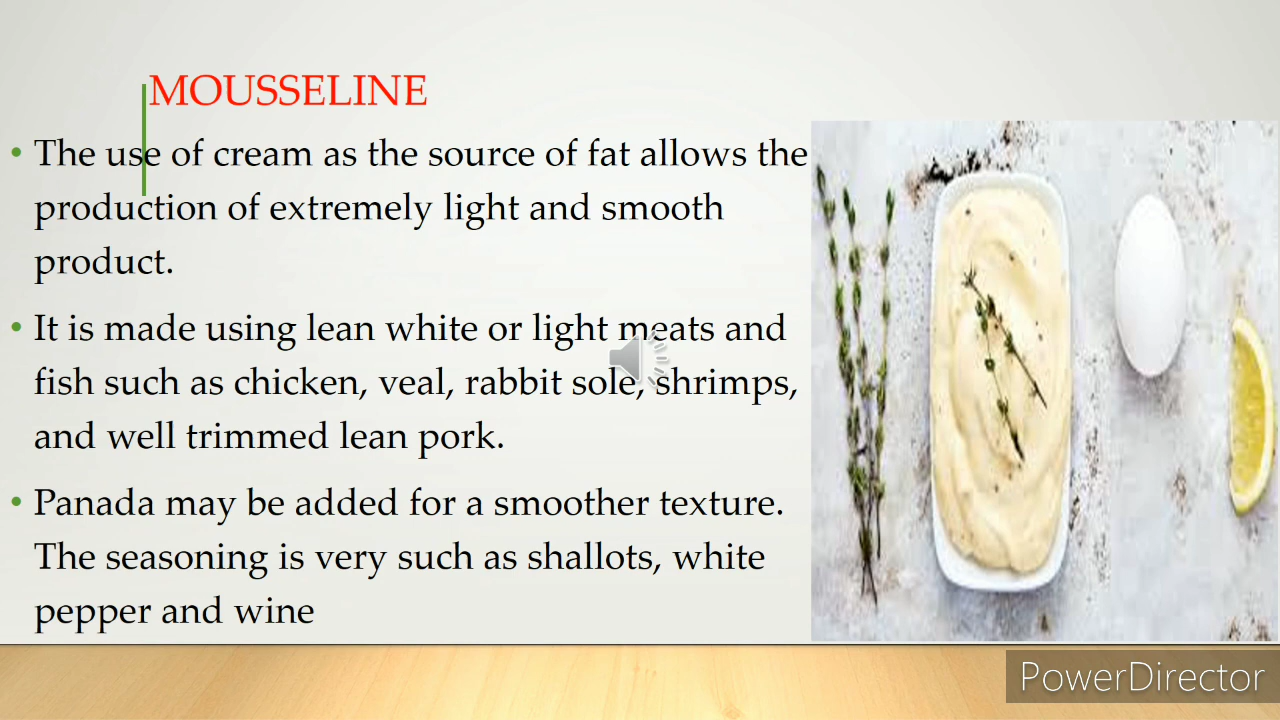 MOUSSELINE
• The use of cream as the source of fat allows the
production of extremely light and smooth
product.
• It is made using lean white or light meats and
fish such as chicken, veal, rabbit sole, shrimps,
and well trimmed lean pork.
• Panada may be added for a smoother texture.
The seasoning is very such as shallots, white
pepper and wine
PowerDirector